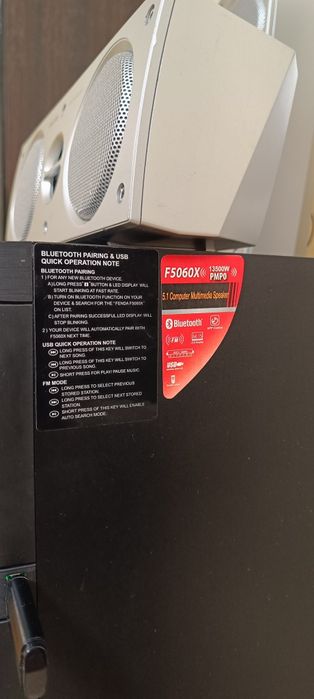 BLUETOOTH PAIRING & USB
QUICK OPERATION NOTE
BLUETOOTH PAIRING
1) FOR ANY NEW BLUETOOTH DEVICE.
A) LONG PRESS BUTTON & LED DISPLAY WILL
START BLINKING AT FAST RATE.
B) TURN ON BLUETOOTH FUNCTION ON YOUR
DEVICE & SEARCH FOR THE "FENDA F5060X"
ON LIST.
C) AFTER PAIRING SUCCESSFUL, LED DISPLAY WILL
STOP BLINKING.
2) YOUR DEVICE WILL AUTOMATICALLY PAIR WITH
F5060X NEXT TIME.
USB QUICK OPERATION NOTE
LONG PRESS OF THIS KEY WILL SWITCH TO
NEXT SONG.
LONG PRESS OF THIS KEY WILL SWITCH TO
PREVIOUS SONG.
SHORT PRESS FOR PLAY/ PAUSE MUSIC.
FM MODE
LONG PRESS TO SELECT PREVIOUS
STORED STATION.
LONG PRESS TO SELECT NEXT STORED
STATION.
SHORT PRESS OF THIS KEY WILL ENABLE
AUTO SEARCH MODE.
F5060X 13500W
PMPO
5.1 Computer Multimedia Speaker
Bluetooth
FM
USB